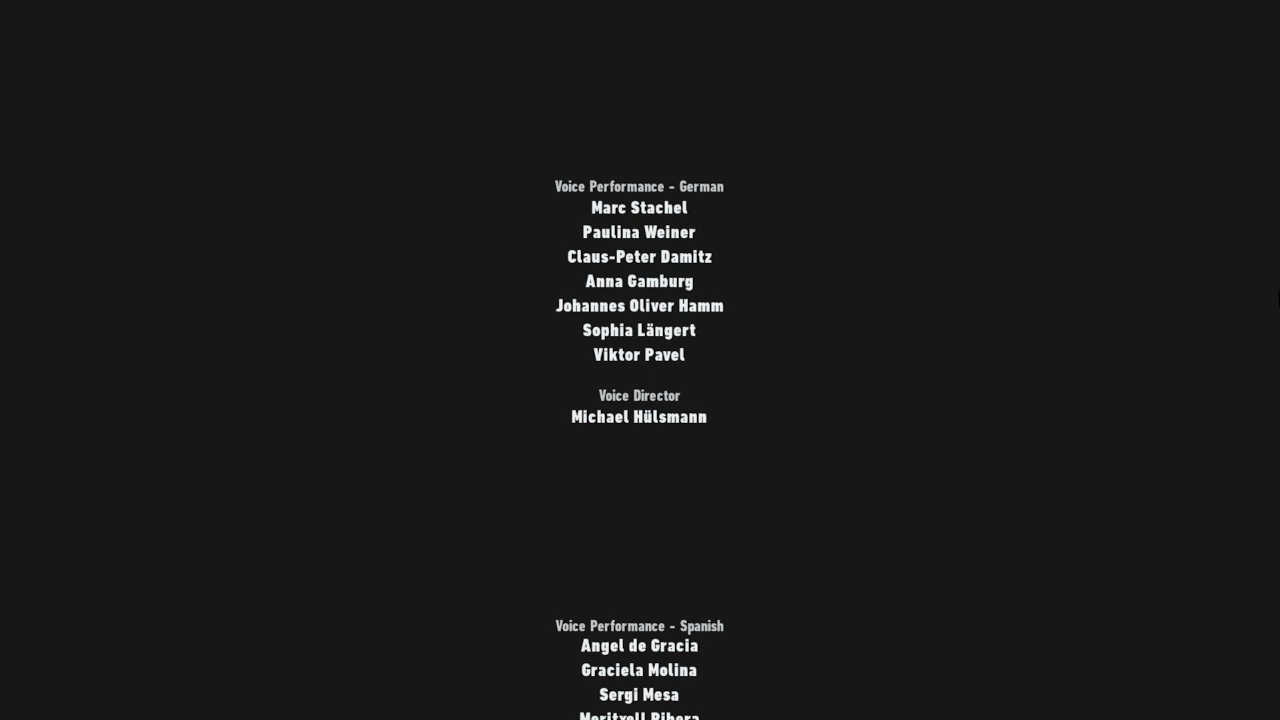 Voice Performance - German
Marc Stachel
Paulina Weiner
Claus-Peter Damitz
Anna Gamburg
Johannes Oliver Hamm
Sophia Längert
Viktor Pavel
Voice Director
Michael Hülsmann
Voice Performance - Spanish
Angel de Gracia
Graciela Molina
Sergi Mesa